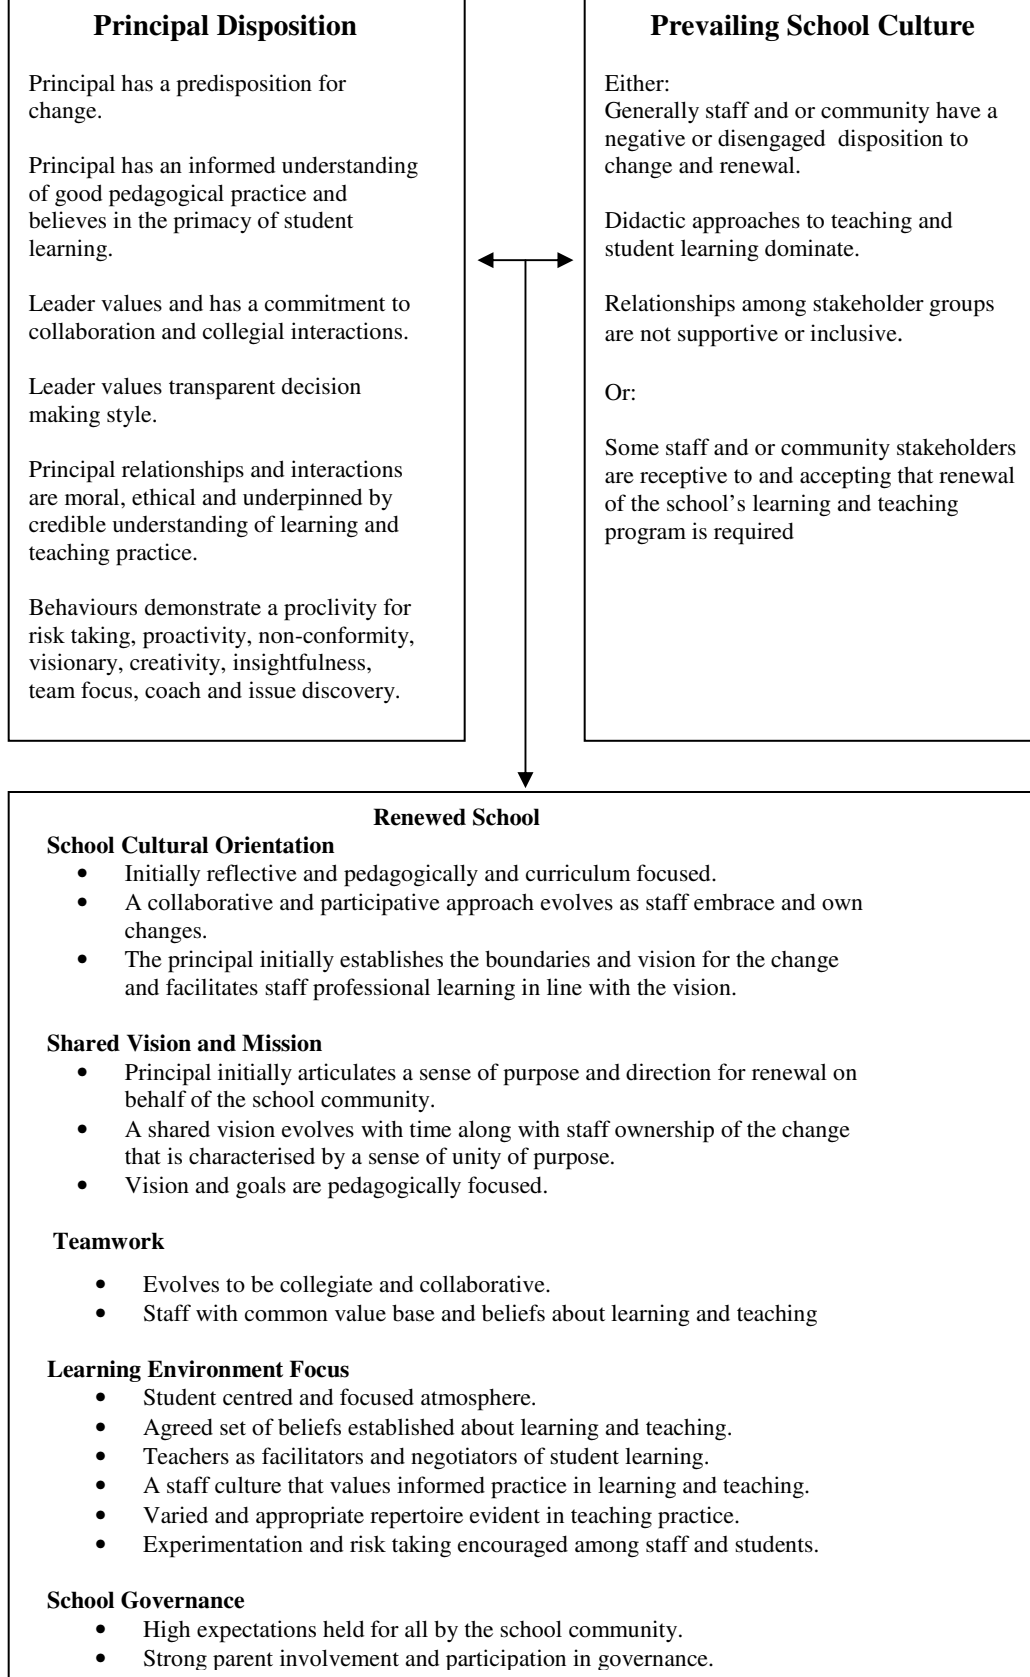 Principal Disposition
Principal has a predisposition for
change.
Principal has an informed understanding
of good pedagogical practice and
believes in the primacy of student
learning.
Leader values and has a commitment to
collaboration and collegial interactions.
Leader values transparent decision
making style.
Principal relationships and interactions
are moral, ethical and underpinned by
credible understanding of learning and
teaching practice.
Behaviours demonstrate a proclivity for
risk taking, proactivity, non-conformity,
visionary, creativity, insightfulness,
team focus, coach and issue discovery.
Prevailing School Culture
Either:
Generally staff and or community have a
negative or disengaged disposition to
change and renewal.
Didactic approaches to teaching and
student learning dominate.
Relationships among stakeholder groups
are not supportive or inclusive.
Or:
Some staff and or community stakeholders
are receptive to and accepting that renewal
of the school's learning and teaching
program is required
Renewed School
School Cultural Orientation
• Initially reflective and pedagogically and curriculum focused.
• A collaborative and participative approach evolves as staff embrace and own
changes.
• The principal initially establishes the boundaries and vision for the change
and facilitates staff professional learning in line with the vision.
Shared Vision and Mission
• Principal initially articulates a sense of purpose and direction for renewal on
behalf of the school community.
• A shared vision evolves with time along with staff ownership of the change
that is characterised by a sense of unity of purpose.
• Vision and goals are pedagogically focused.
Teamwork
• Evolves to be collegiate and collaborative.
• Staff with common value base and beliefs about learning and teaching
Learning Environment Focus
• Student centred and focused atmosphere.
• Agreed set of beliefs established about learning and teaching.
• Teachers as facilitators and negotiators of student learning.
• A staff culture that values informed practice in learning and teaching.
• Varied and appropriate repertoire evident in teaching practice.
• Experimentation and risk taking encouraged among staff and students.
School Governance
• High expectations held for all by the school community.
• Strong parent involvement and participation in governance.